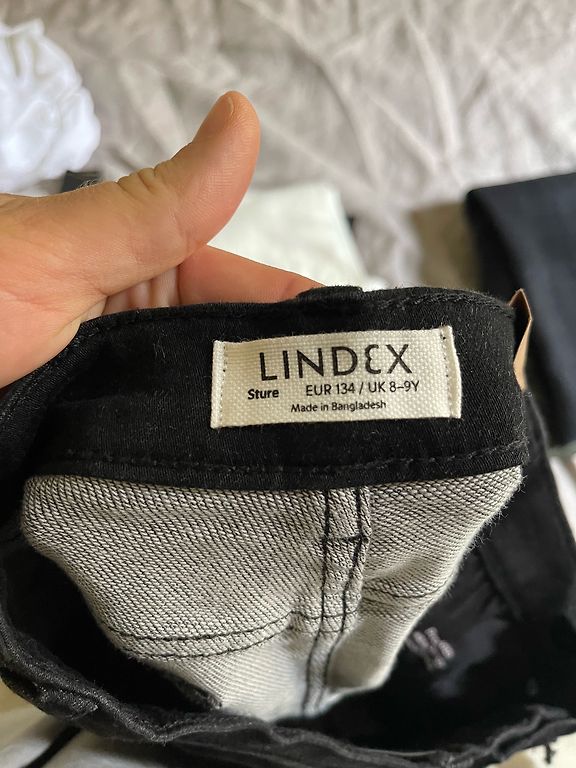 LINDEX
Sture EUR 134 / UK 8–9Y
Made in Bangladesh